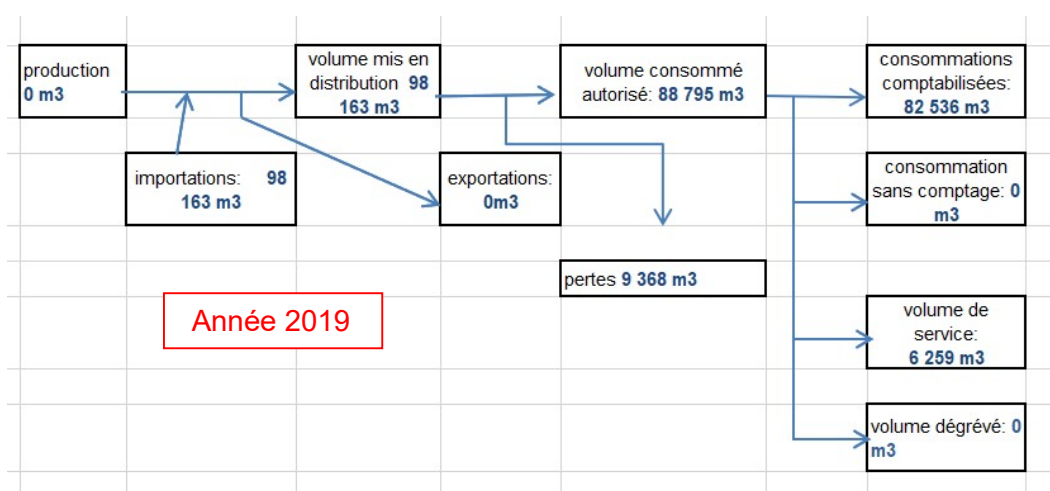 production
0 m3
volume mis en
distribution 98
163 m3
volume consommé
autorisé: 88 795 m3
consommations
comptabilisées:
82 536 m3
importations: 98
163 m3
exportations:
0m3
consommation
sans comptage: 0
m3
pertes 9 368 m3
Année 2019
volume de
service:
6 259 m3
volume dégrévé: 0
m3